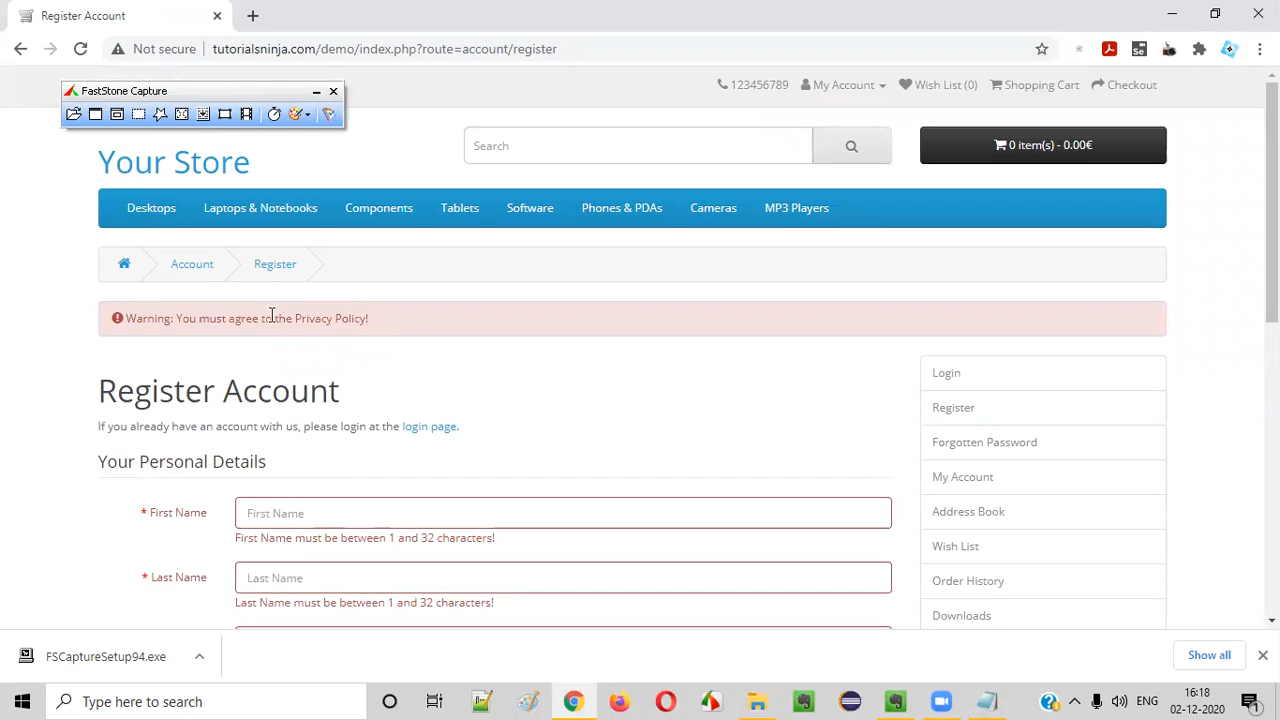 Register Account
Not secure
tutorialsninja.com/demo/index.php?route=account/register
FastStone Capture
123456789
My Account
Wish List (0)
Shopping Cart
Checkout
Your Store
Search
0 item(s) - 0.00€
Desktops
Laptops & Notebooks
Components
Tablets
Software
Phones & PDAs
Cameras
MP3 Players
Account
Register
Warning: You must agree to the Privacy Policy!
Register Account
If you already have an account with us, please login at the login page.
Your Personal Details
* First Name
First Name
First Name must be between 1 and 32 characters!
* Last Name
Last Name
Last Name must be between 1 and 32 characters!
Login
Register
Forgotten Password
My Account
Address Book
Wish List
Order History
Downloads
FSCaptureSetup94.exe
Show all
Type here to search
ENG
16:18
02-12-2020